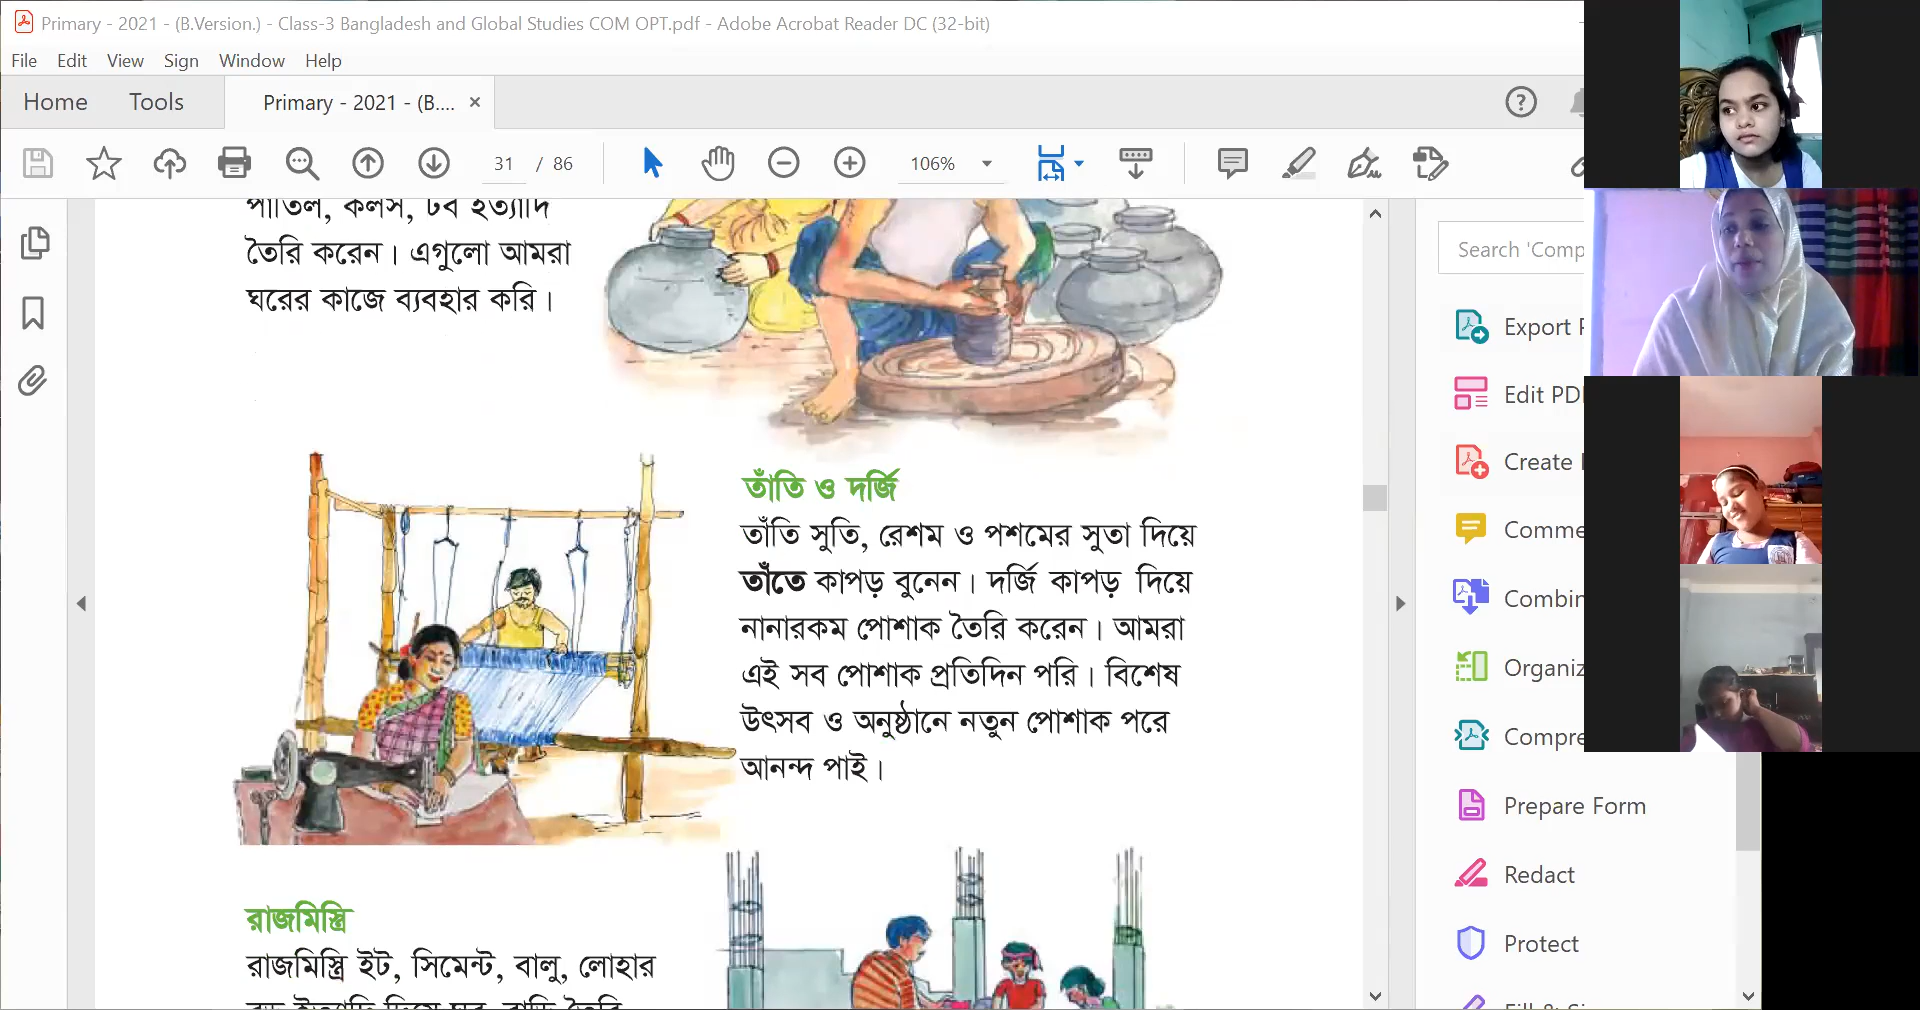 Primary - 2021 - (B.Version.) - Class-3 Bangladesh and Global Studies COM OPT.pdf - Adobe Acrobat Reader DC (32-bit)
File Edit View Sign Window Help
Home Tools Primary - 2021 - (B.... ×
31 / 86 106%
পাতিল, কলস, টব ইত্যাদি
তৈরি করেন। এগুলো আমরা
ঘরের কাজে ব্যবহার করি।
তাঁতি ও দর্জি
তাঁতি সুতি, রেশম ও পশমের সুতা দিয়ে
তাঁতে কাপড় বুনেন। দর্জি কাপড় দিয়ে
নানারকম পোশাক তৈরি করেন। আমরা
এই সব পোশাক প্রতিদিন পরি। বিশেষ
উৎসব ও অনুষ্ঠানে নতুন পোশাক পরে
আনন্দ পাই।
রাজমিস্ত্রি
রাজমিস্ত্রি ইট, সিমেন্ট, বালু, লোহার
Search 'Comp
Export
Edit PD
Create
Comme
Combin
Organiz
Compre
Prepare Form
Redact
Protect